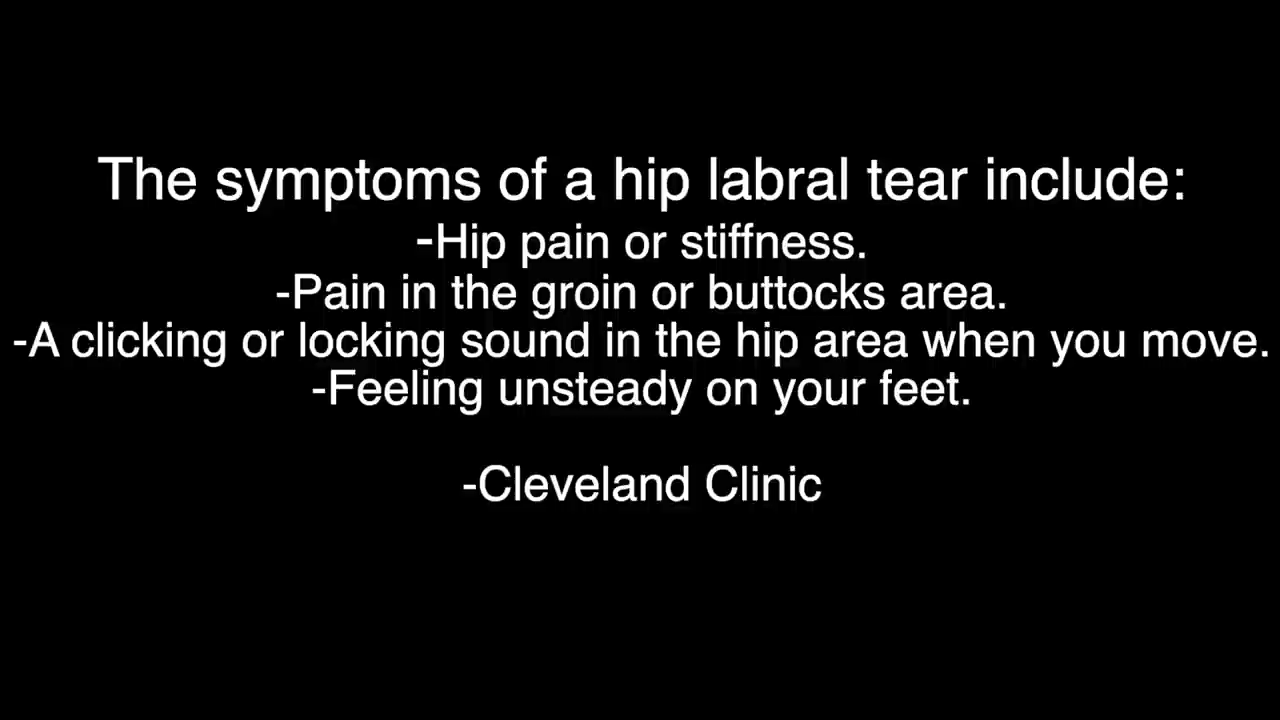 The symptoms of a hip labral tear include:
-Hip pain or stiffness.
-Pain in the groin or buttocks area.
-A clicking or locking sound in the hip area when you move.
-Feeling unsteady on your feet.
-Cleveland Clinic